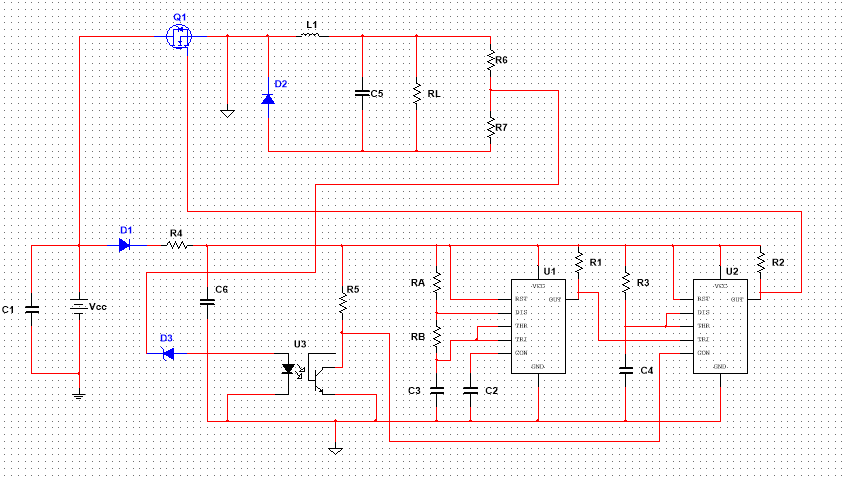 Q1
L1
D2
C5
RL
R6
R7
D1
R4
C1
Vcc
C6
R5
D3
U3
RA
RB
C3
C2
U1
VCC
RST
DIS
THR
TRI
CON
OUT
GND
R1
R3
C4
U2
VCC
RST
DIS
THR
TRI
CON
OUT
GND
R2